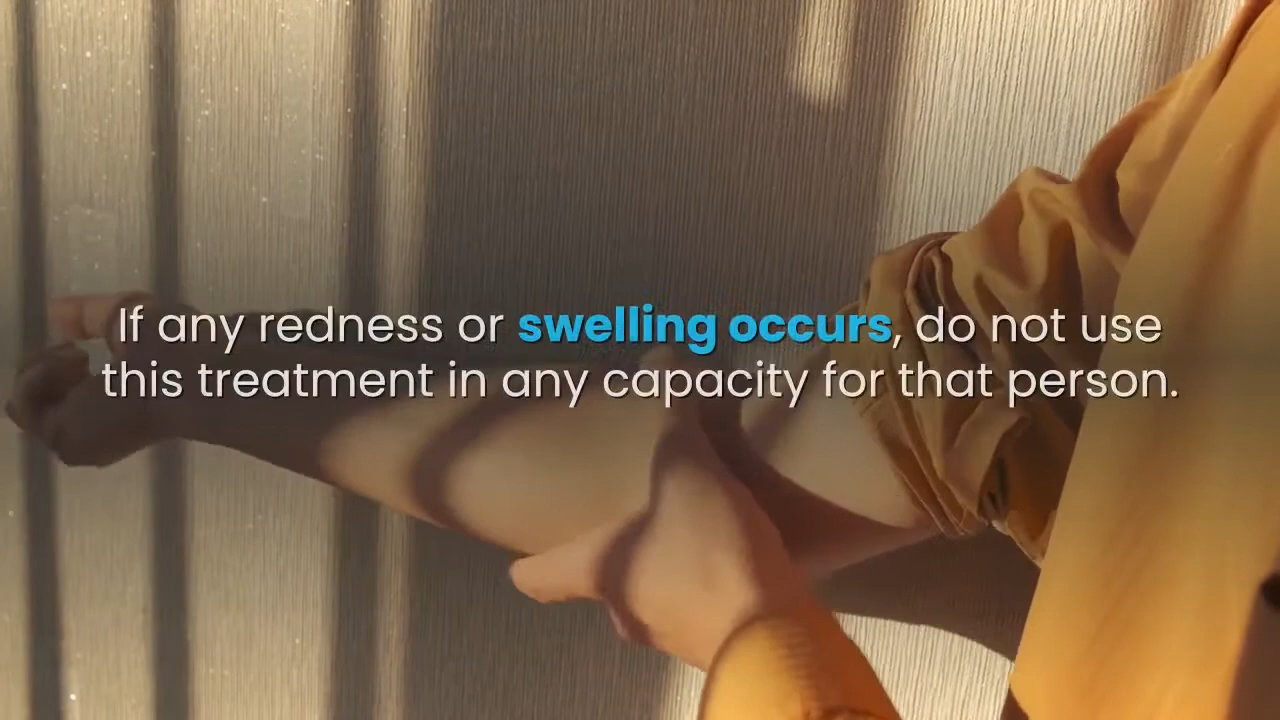 If any redness or swelling occurs, do not use
this treatment in any capacity for that person.